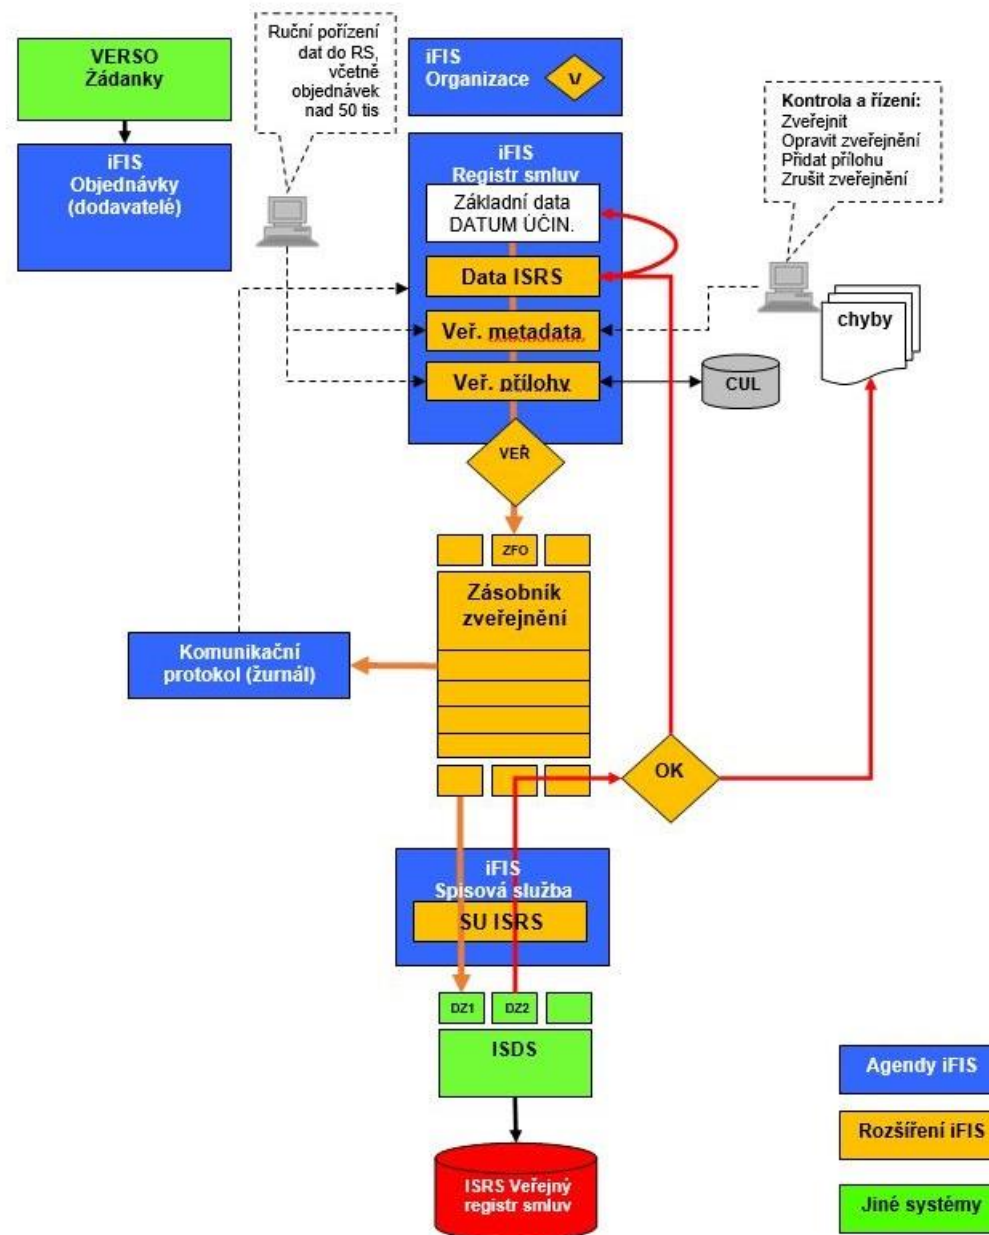 VERSO
Žádanky
iFIS
Objednávky
(dodavatelé)
Ruční pořízení
dat do RS,
včetně
objednávek
nad 50 tis
iFIS
Organizace
V
Kontrola a řízení:
Zveřejnit
Opravit zveřejnění
Přidat přílohu
Zrušit zveřejnění
iFIS
Registr smluv
Základní data
DATUM ÚČIN.
Data ISRS
Veř. metadata
Veř. přílohy
chyby
CUL
VEŘ
ZFO
Zásobník
zveřejnění
Komunikační
protokol (žurnál)
OK
iFIS
Spisová služba
SU ISRS
DZ1
DZ2
ISDS
ISRS Veřejný
registr smluv
Agendy iFIS
Rozšíření iFIS
Jiné systémy